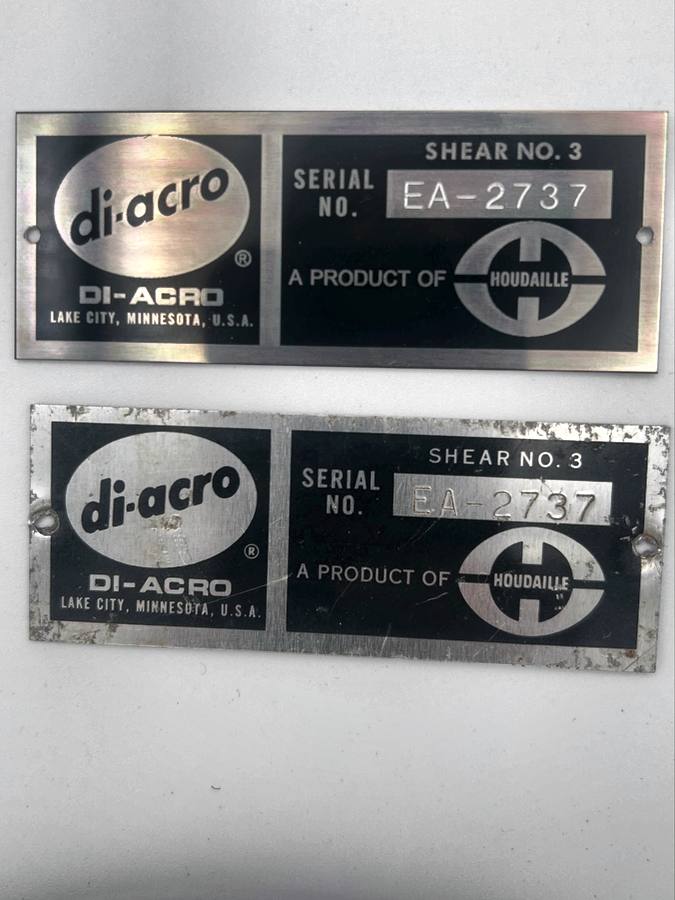 di-acro
®
DI-ACRO
LAKE CITY, MINNESOTA, U.S.A.
SHEAR NO. 3
SERIAL NO. EA-2737
A PRODUCT OF HOUDAILLE
di-acro
®
DI-ACRO
LAKE CITY, MINNESOTA, U.S.A.
SHEAR NO. 3
SERIAL NO. EA-2737
A PRODUCT OF HOUDAILLE